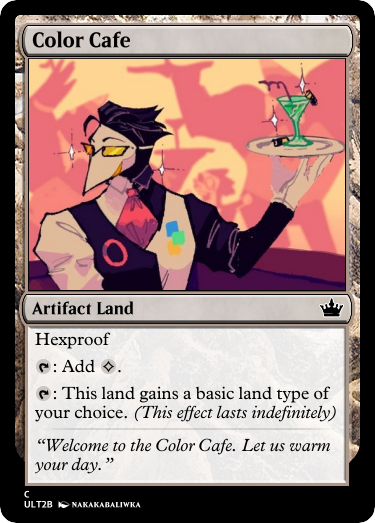 Color Cafe
Artifact Land
Hexproof
: Add .
: This land gains a basic land type of
your choice. (This effect lasts indefinitely)
“Welcome to the Color Cafe. Let us warm
your day.”
C
ULT2B NAKAKABALIWKA